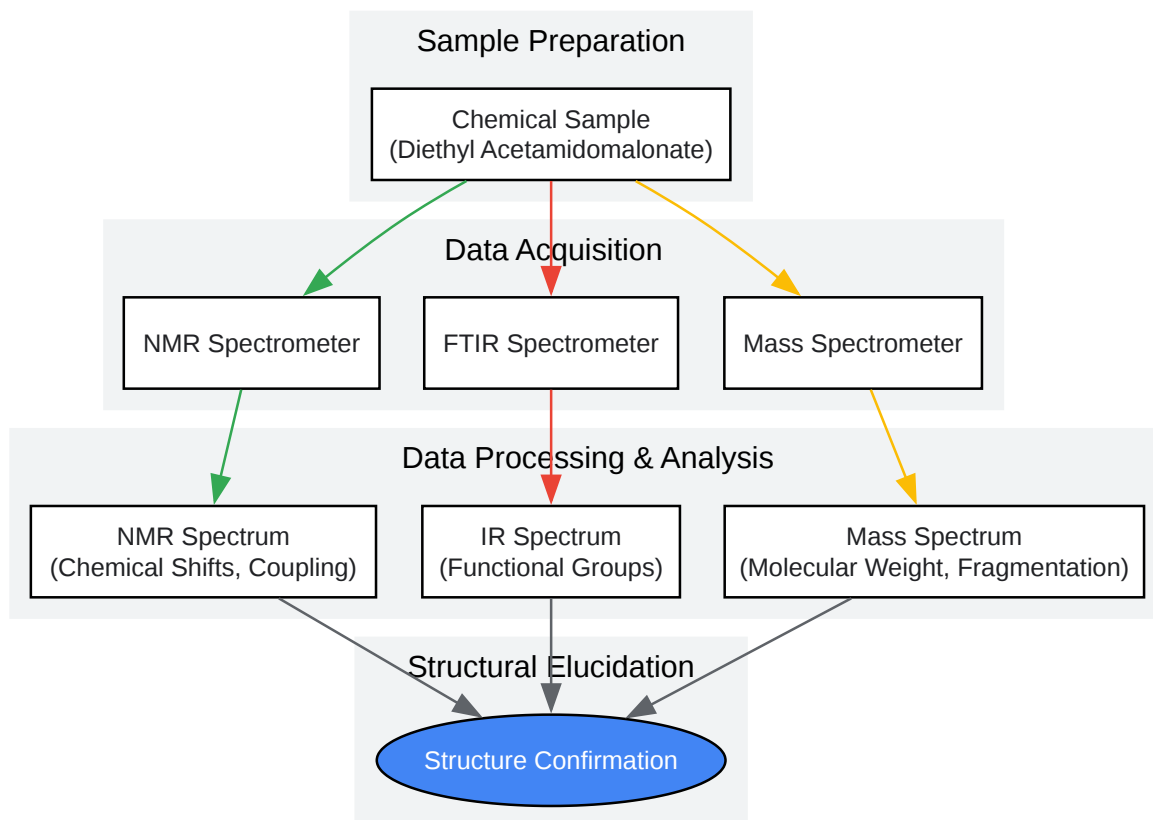 Sample Preparation
Chemical Sample
(Diethyl Acetamidomalonate)
Data Acquisition
NMR Spectrometer
FTIR Spectrometer
Mass Spectrometer
Data Processing & Analysis
NMR Spectrum
(Chemical Shifts, Coupling)
IR Spectrum
(Functional Groups)
Mass Spectrum
(Molecular Weight, Fragmentation)
Structural Elucidation
Structure Confirmation